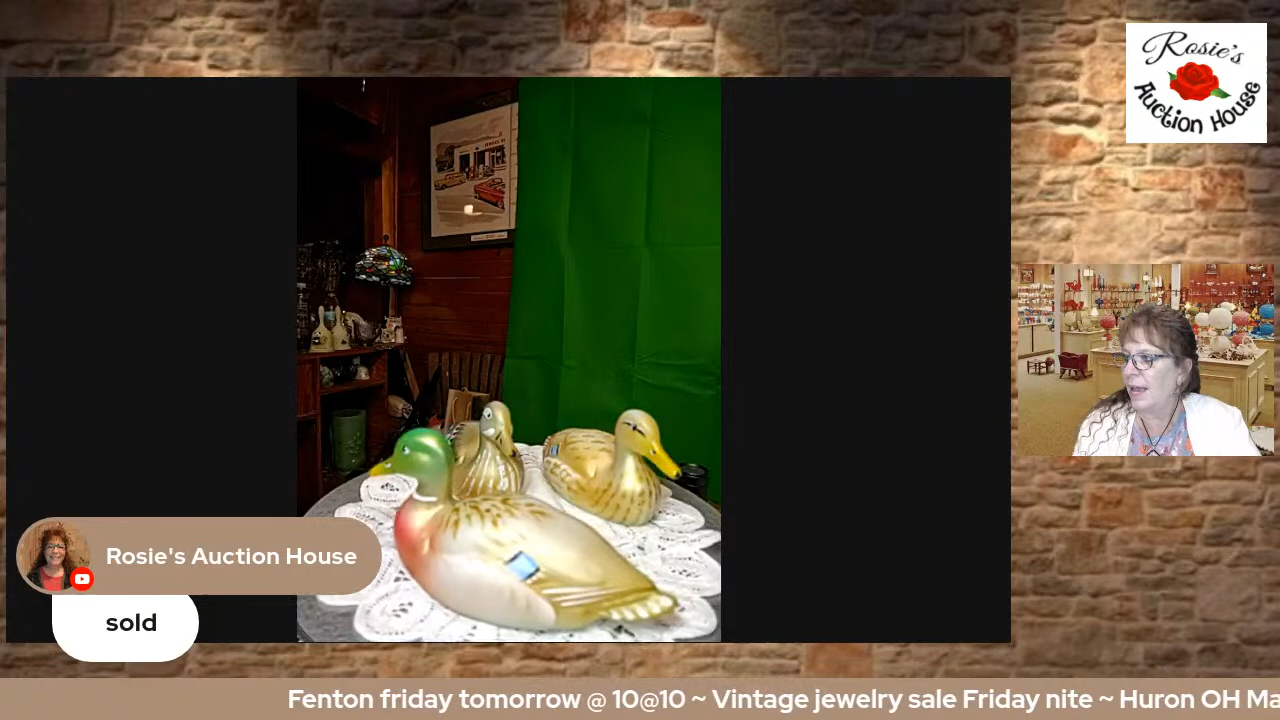 Rosie's
Auction House
Rosie's Auction House
sold
Fenton friday tomorrow @ 10@10 ~ Vintage jewelry sale Friday nite ~ Huron OH Ma